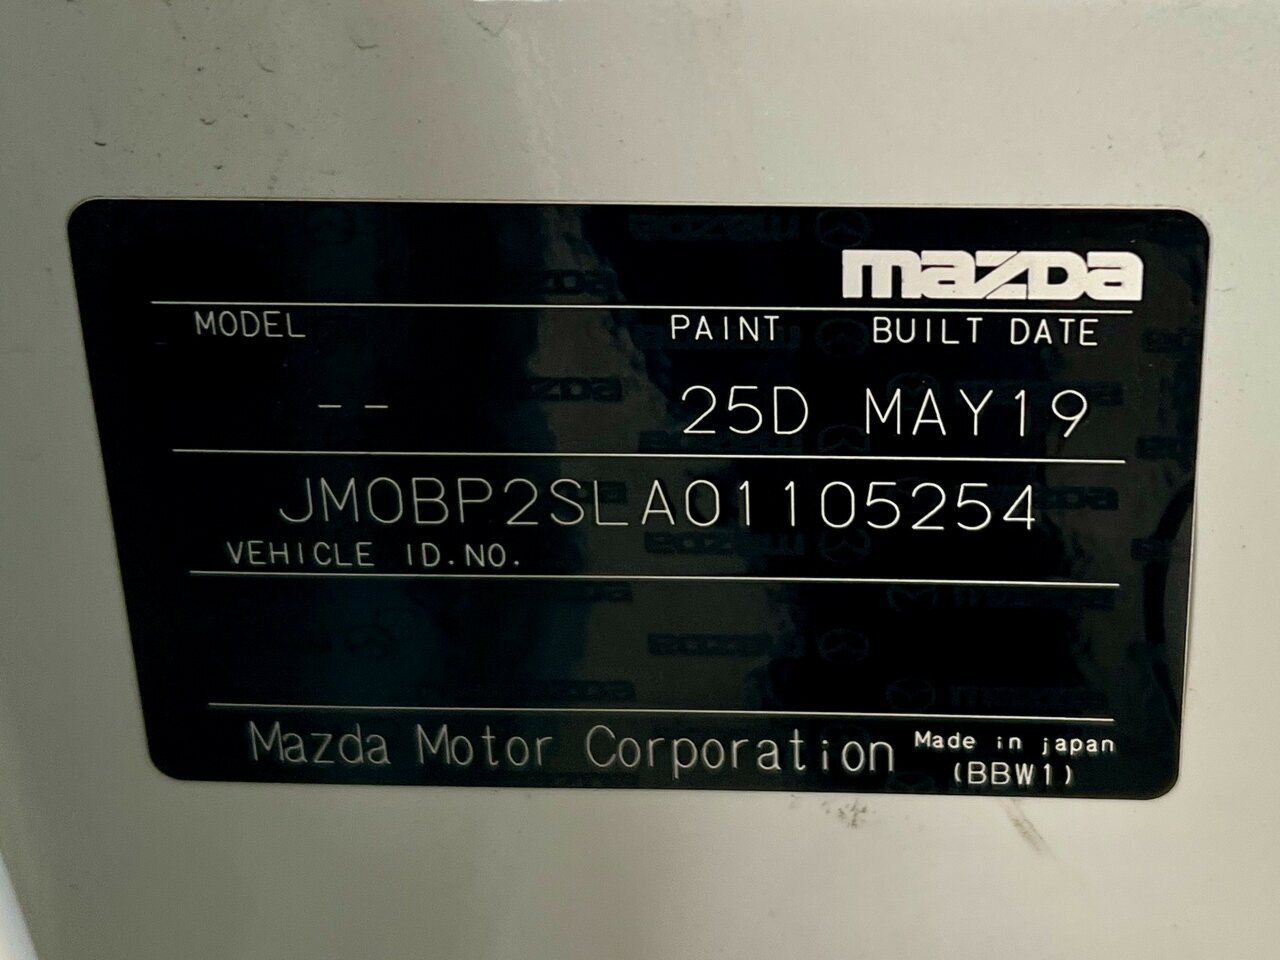 mazda
MODEL PAINT BUILT DATE
-- 25D MAY19
JM0BP2SLA01105254
VEHICLE ID.NO.
Mazda Motor Corporation Made in japan
(BBW1)